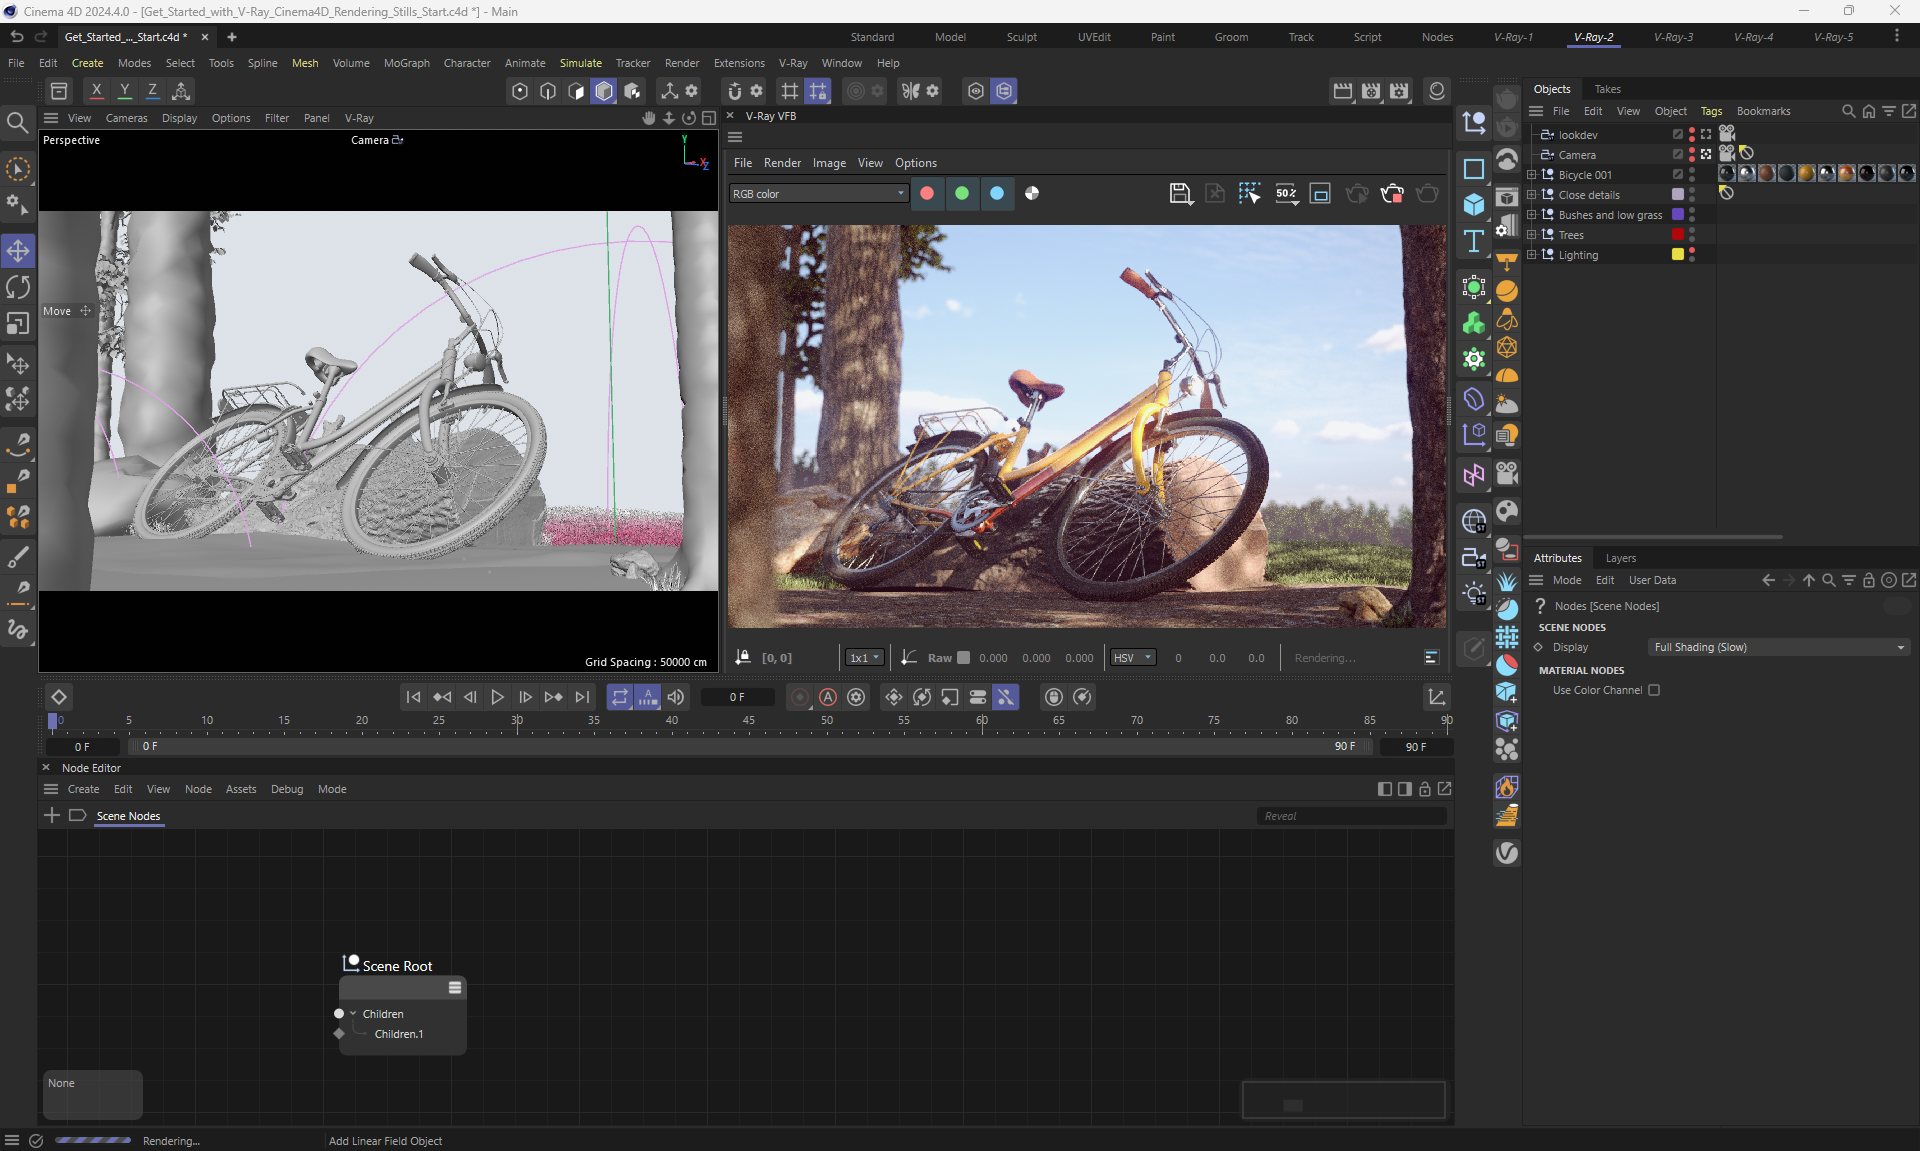 Cinema 4D 2024.4.0 - [Get_Started_with_V-Ray_Cinema4D_Rendering_Stills_Start.c4d *] - Main
Get_Started_..._Start.c4d *
Standard Model Sculpt UVEdit Paint Groom Track Script Nodes V-Ray-1 V-Ray-2 V-Ray-3 V-Ray-4 V-Ray-5
File Edit Create Modes Select Tools Spline Mesh Volume MoGraph Character Animate Simulate Tracker Render Extensions V-Ray Window Help
X Y Z
View Cameras Display Options Filter Panel V-Ray
Perspective
Camera
Y
X
Z
Move
Grid Spacing : 50000 cm
V-Ray VFB
File Render Image View Options
RGB color
50%
[0, 0]
1x1
Raw
0.000 0.000 0.000
HSV
0 0.0 0.0
Rendering...
ST
ST
ST
Objects Takes
File Edit View Object Tags Bookmarks
lookdev
Camera
Bicycle 001
Close details
Bushes and low grass
Trees
Lighting
Attributes Layers
Mode Edit User Data
Nodes [Scene Nodes]
SCENE NODES
Display Full Shading (Slow)
MATERIAL NODES
Use Color Channel
0 F
0 5 10 15 20 25 30 35 40 45 50 55 60 65 70 75 80 85 90
0 F 0 F 90 F 90 F
Node Editor
Create Edit View Node Assets Debug Mode
Scene Nodes
Reveal
Scene Root
Children
Children.1
None
Rendering...
Add Linear Field Object